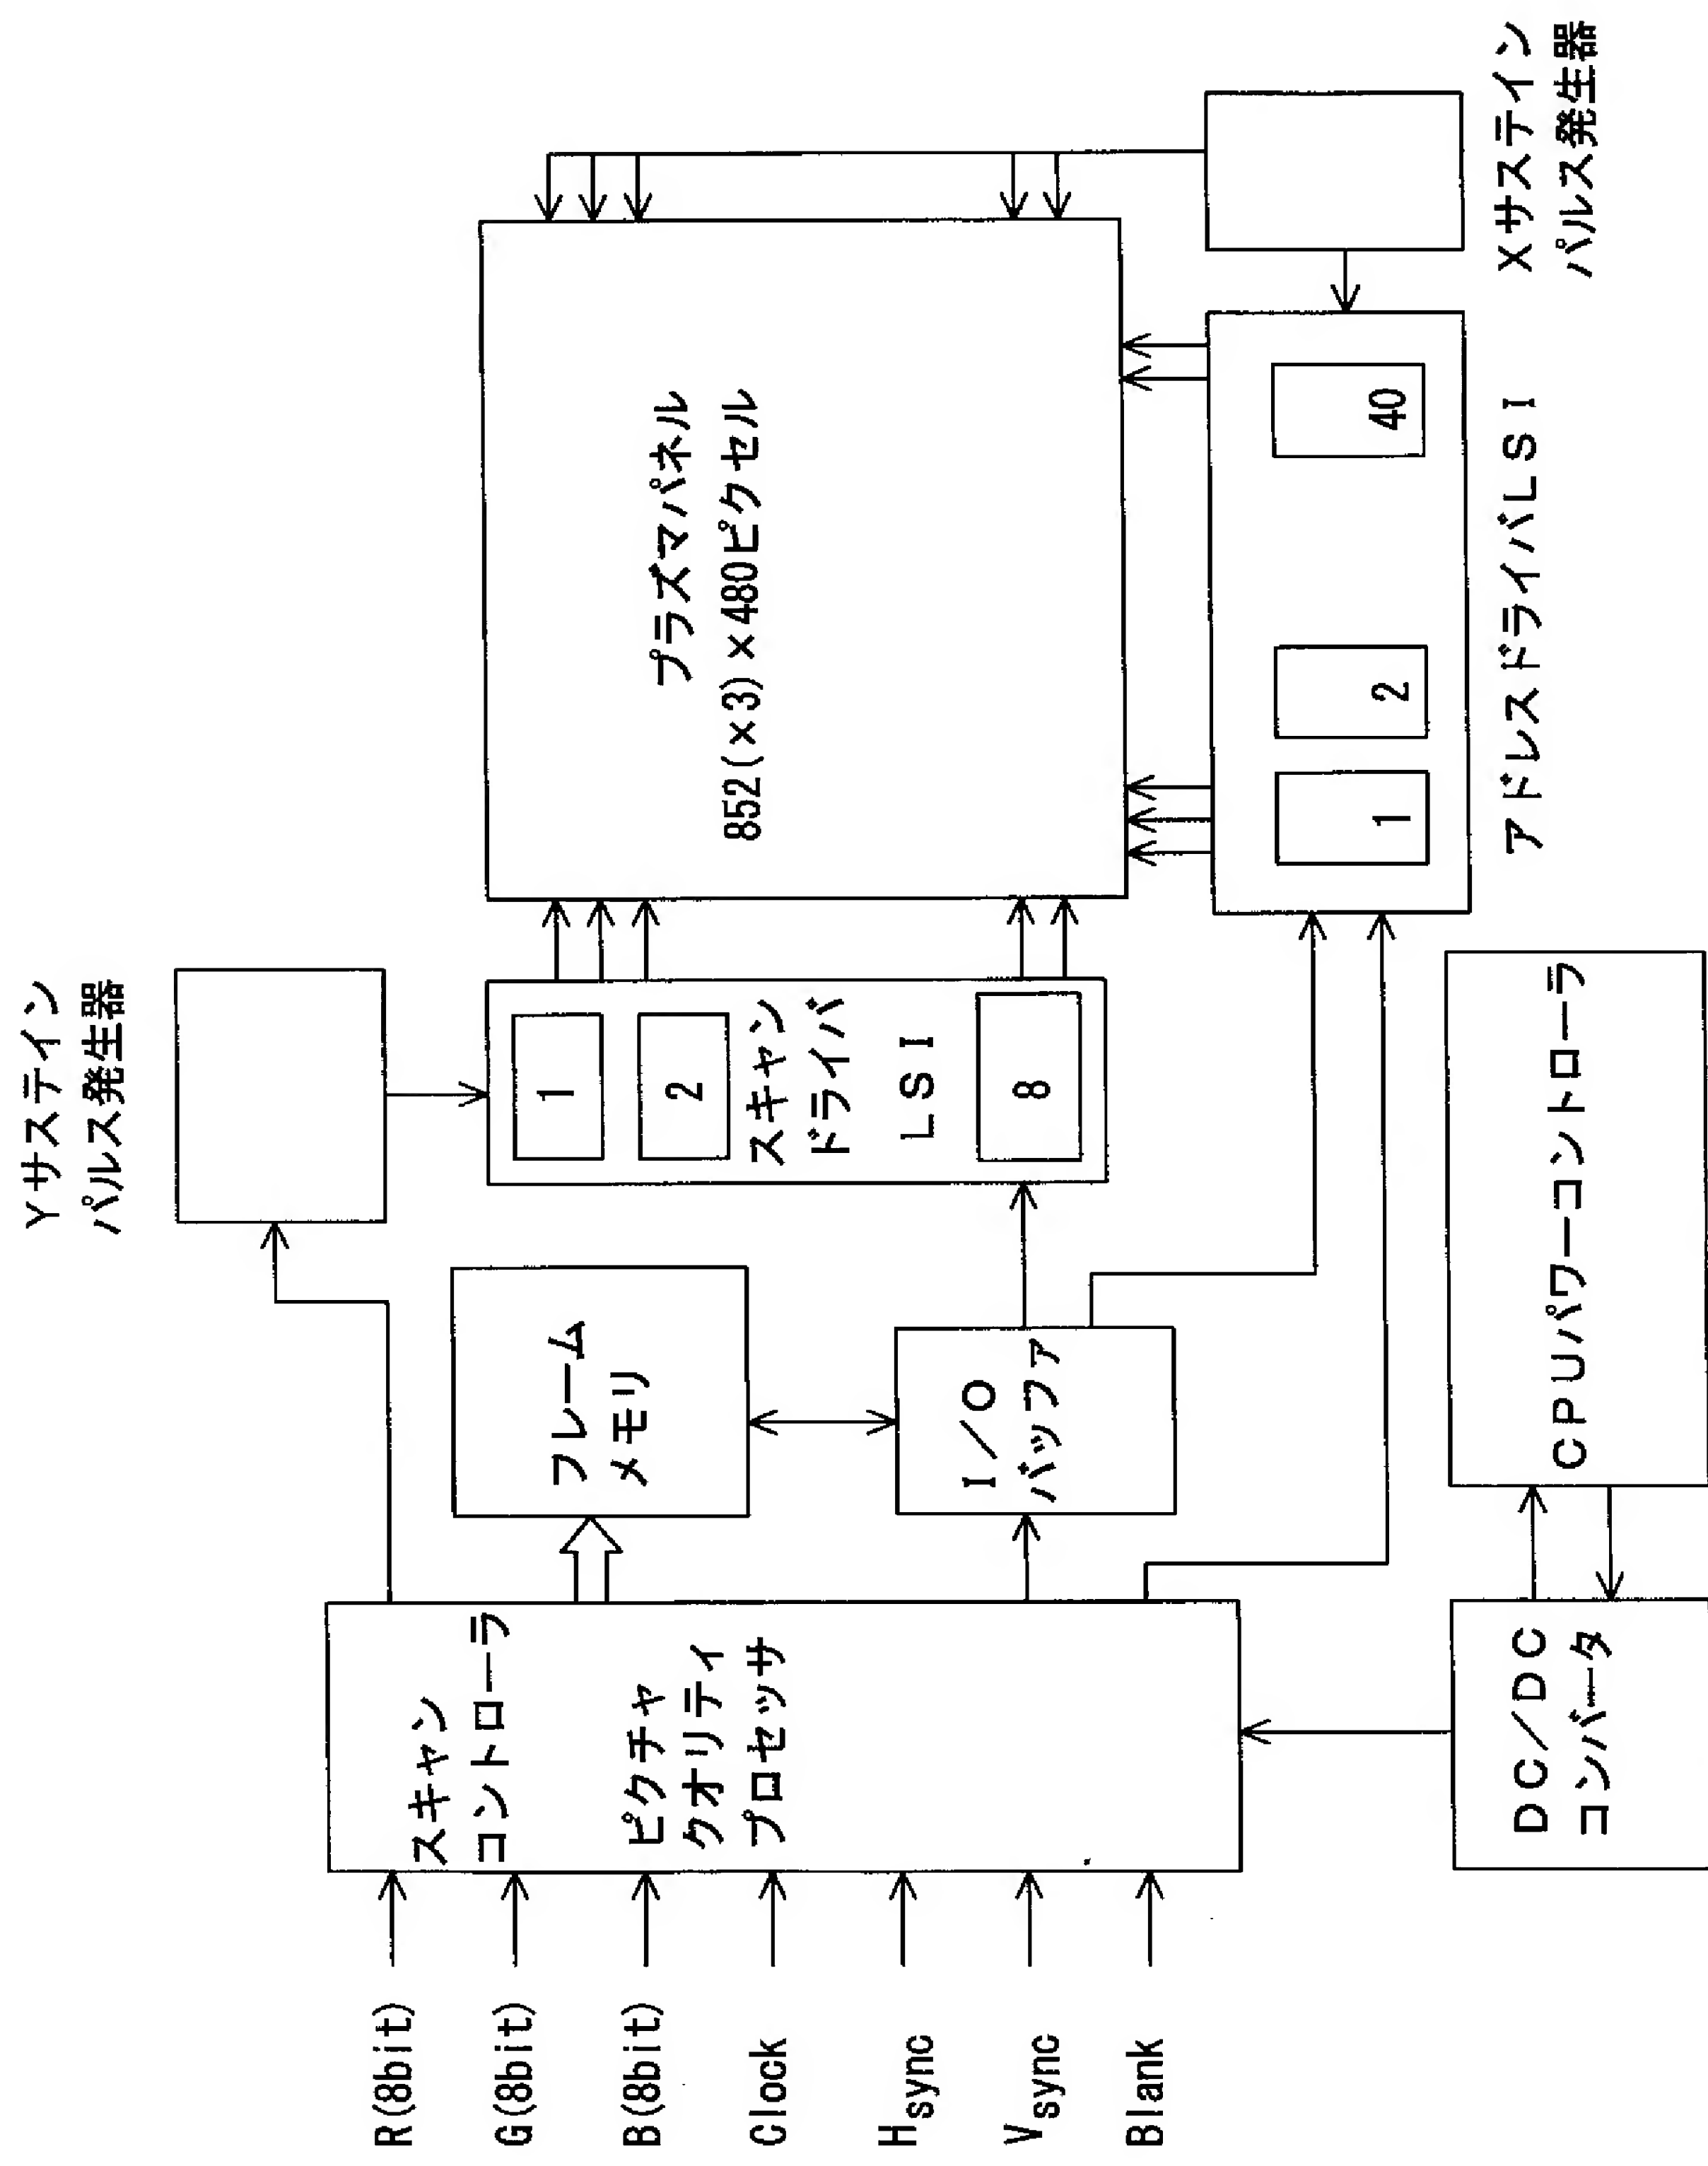 Yサステイン
パルス発生器
R(8bit)
G(8bit)
B(8bit)
Clock
Hsync
Vsync
Blank
スキャン
コントローラ
ピクチャ
クオリティ
プロセッサ
フレーム
メモリ
I/O
バッファ
1
2
スキャン
ドライバ
LSI
8
プラズマパネル
852(×3)×480ピクセル
1
2
40
アドレスドライバLSI
Xサステイン
パルス発生器
DC/DC
コンバータ
CPUパワーコントローラ